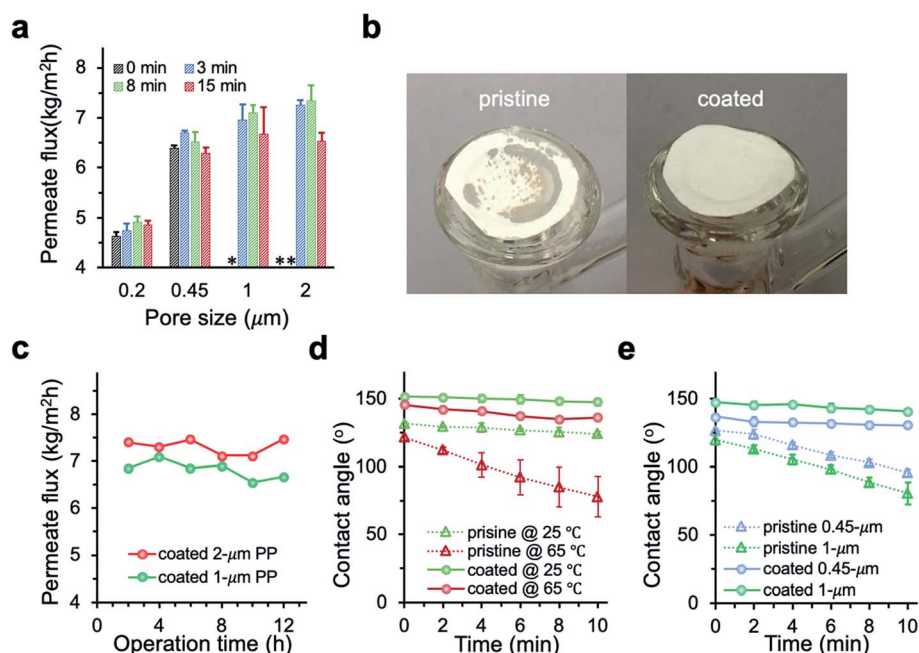 a
Permeate flux(kg/m²h)
8
7
6
5
4
0 min
3 min
8 min
15 min
*
**
0.2
0.45
1
2
Pore size (μm)
b
pristine
coated
c
Permeate flux (kg/m²h)
8
7
6
5
4
coated 2-μm PP
coated 1-μm PP
0
4
8
12
Operation time (h)
d
Contact angle (°)
150
100
50
0
prisine @ 25 ℃
pristine @ 65 ℃
coated @ 25 ℃
coated @ 65 ℃
0
2
4
6
8
10
Time (min)
e
Contact angle (°)
150
100
50
0
pristine 0.45-μm
pristine 1-μm
coated 0.45-μm
coated 1-μm
0
2
4
6
8
10
Time (min)